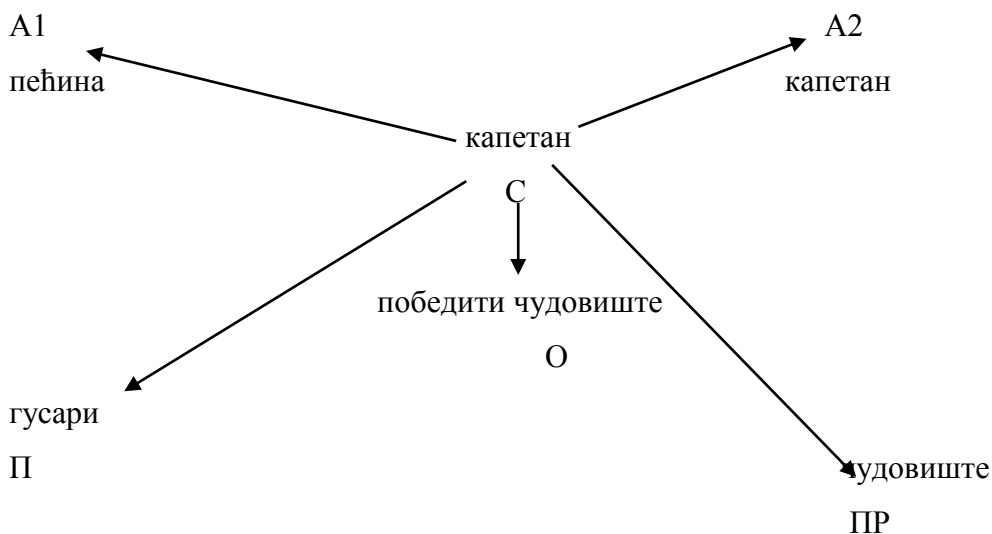 А1
А2
пећина
капетан
капетан
С
победити чудовиште
О
гусари
П
чудовиште
ПР